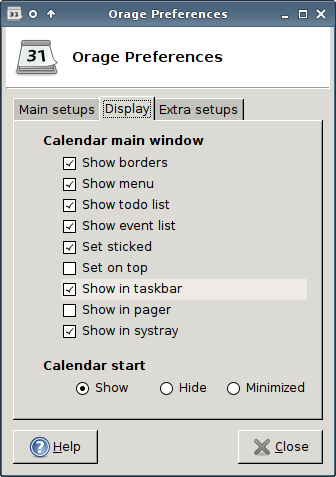 31 Orage Preferences
31 Orage Preferences
Main setups Display Extra setups
Calendar main window
Show borders
Show menu
Show todo list
Show event list
Set sticked
Set on top
Show in taskbar
Show in pager
Show in systray
Calendar start
Show Hide Minimized
? Help Close